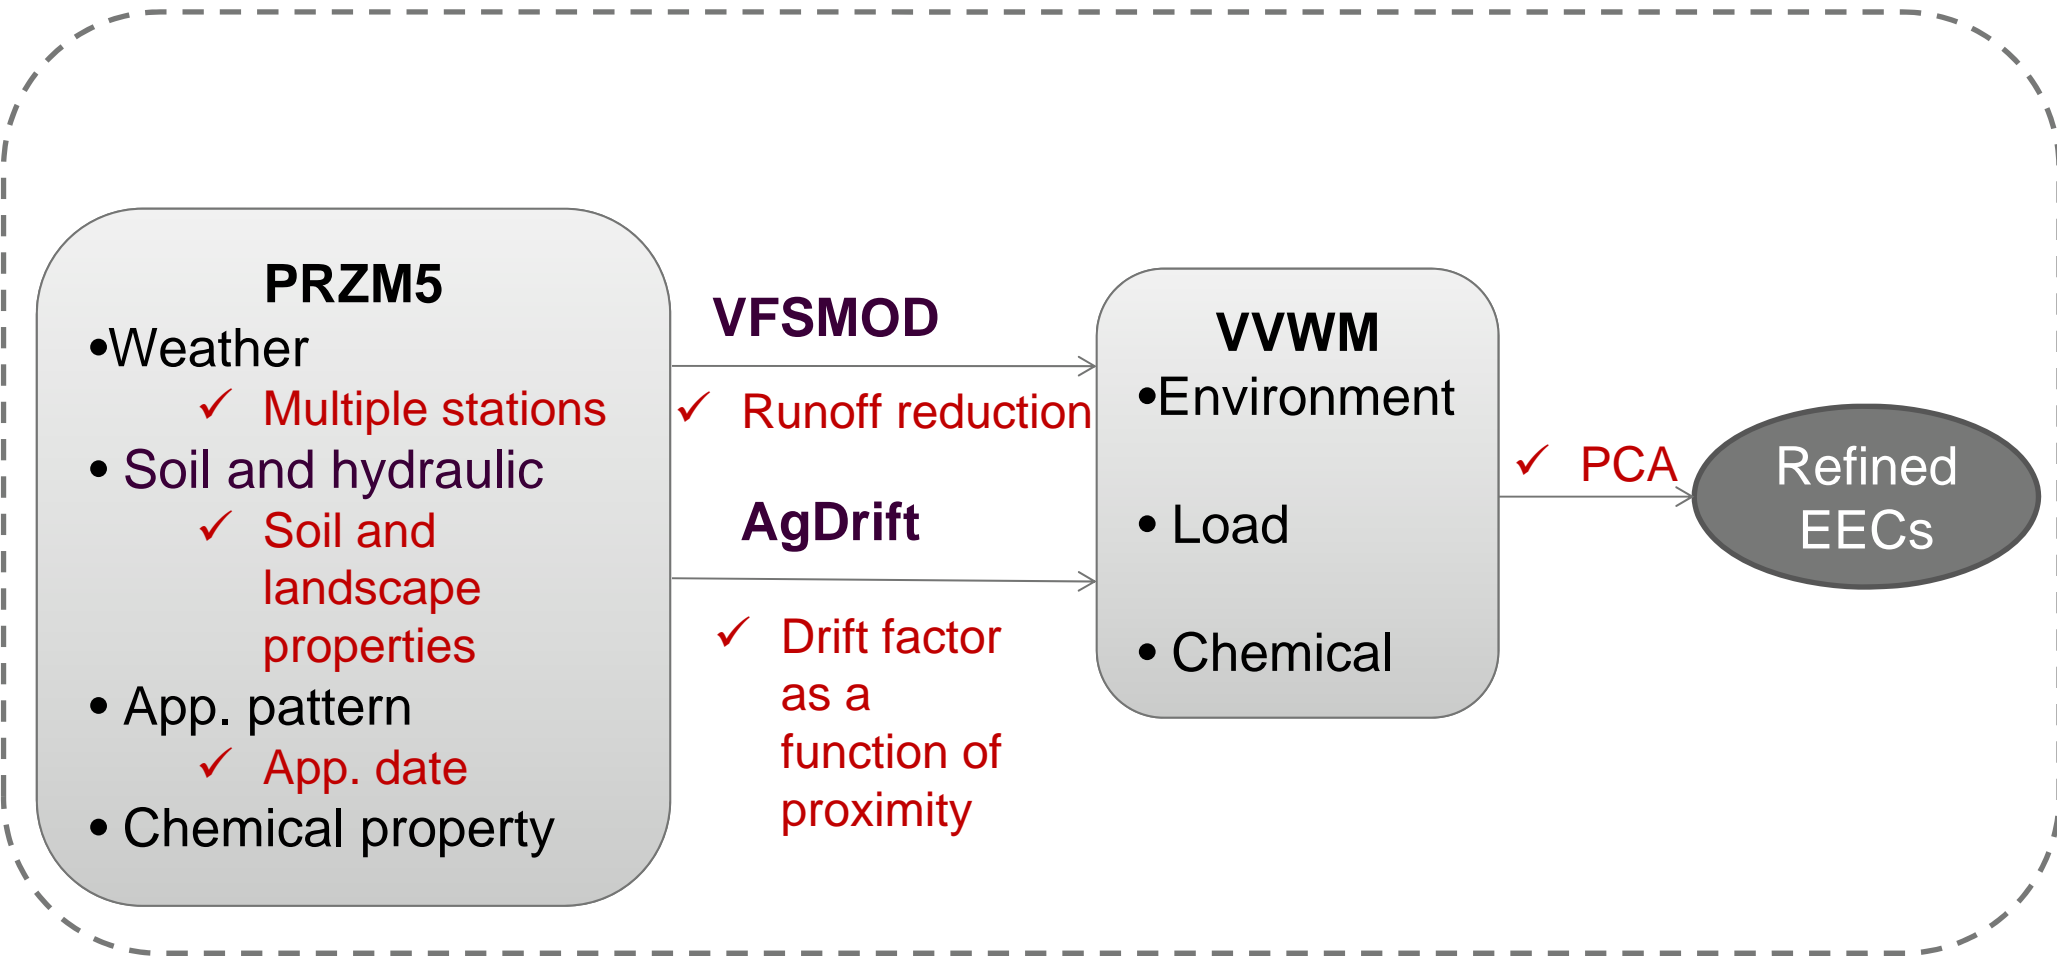 PRZM5
•Weather
✓ Multiple stations
• Soil and hydraulic
✓ Soil and
landscape
properties
• App. pattern
✓ App. date
• Chemical property
VFSMOD
✓ Runoff reduction
AgDrift
✓ Drift factor
as a
function of
proximity
VVWM
•Environment
• Load
• Chemical
✓ PCA
Refined
EECs